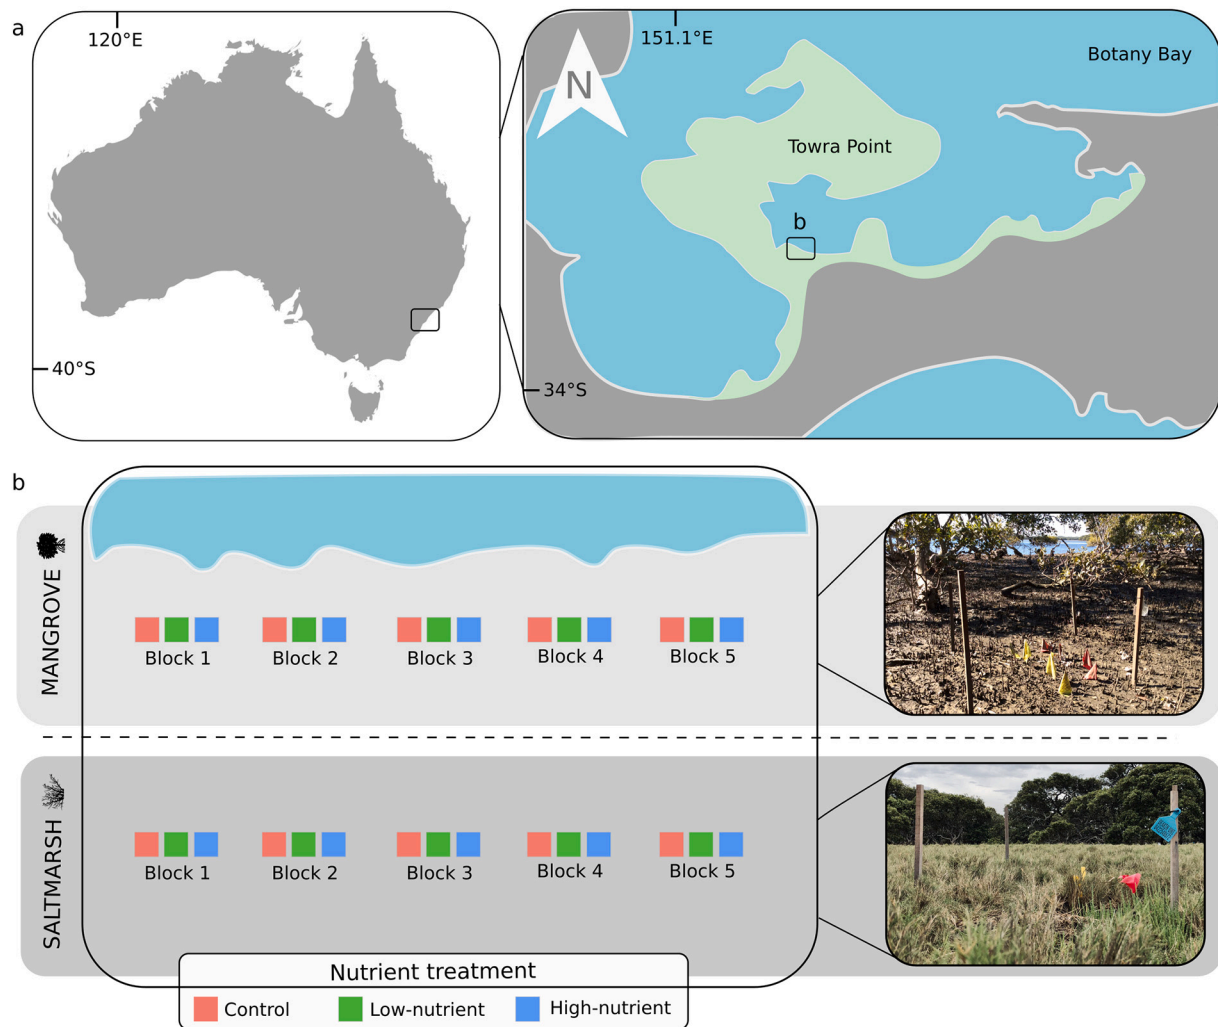 a
120°E
40°S
151.1°E
Botany Bay
N
Towra Point
b
34°S
b
MANGROVE
Block 1
Block 2
Block 3
Block 4
Block 5
SALTMARSH
Block 1
Block 2
Block 3
Block 4
Block 5
Nutrient treatment
Control
Low-nutrient
High-nutrient